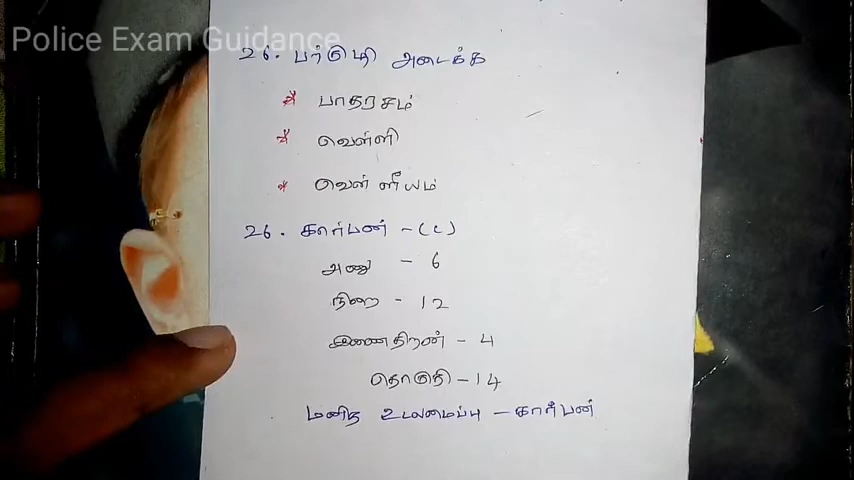 Police Exam Guidance
26. பற்குழி அடைக்க
* பாதரசம்
* வெள்ளி
* வெள்ளீயம்
26. கார்பன் - (C)
அணு - 6
நிறை - 12
இணைதிறன் - 4
தொகுதி - 14
மனித உடலமைப்பு - கார்பன்